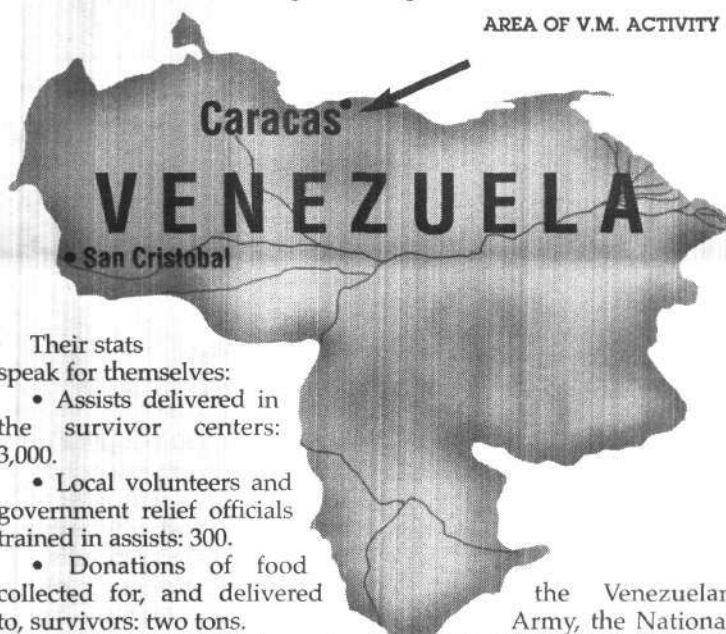 AREA OF V.M. ACTIVITY
Caracas
VENEZUELA
• San Cristobal
Their stats
speak for themselves:
• Assists delivered in
the survivor centers:
3,000.
• Local volunteers and
government relief officials
trained in assists: 300.
• Donations of food
collected for, and delivered
to, survivors: two tons.
the Venezuelan
Army, the National